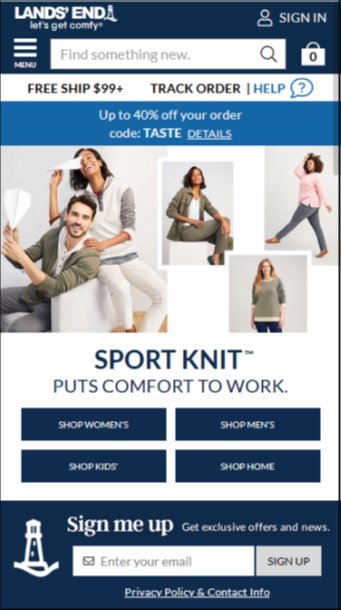 LANDS' END
let's get comfy®
SIGN IN
MENU
Find something new.
0
FREE SHIP $99+ TRACK ORDER | HELP ?
Up to 40% off your order
code: TASTE DETAILS
SPORT KNIT™
PUTS COMFORT TO WORK.
SHOP WOMEN'S
SHOP MEN'S
SHOP KIDS'
SHOP HOME
Sign me up Get exclusive offers and news.
Enter your email SIGN UP
Privacy Policy & Contact Info